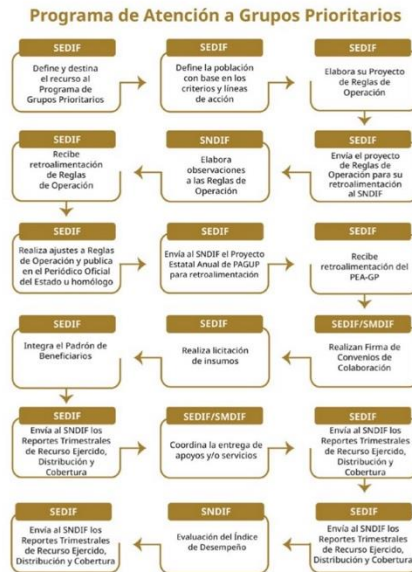 Programa de Atención a Grupos Prioritarios
SEDIF
Define y destina
el recurso al
Programa de
Grupos Prioritarios
SEDIF
Define la población
con base en los
criterios y líneas
de acción
SEDIF
Elabora su Proyecto
de Reglas de
Operación
SEDIF
Recibe
retroalimentación
de Reglas
de Operación
SNDIF
Elabora
observaciones
a las Reglas de
Operación
SEDIF
Envía el proyecto
de Reglas de
Operación para su
retroalimentación
al SNDIF
SEDIF
Realiza ajustes a Reglas
de Operación y publica
en el Periódico Oficial
del Estado u homólogo
SEDIF
Envía al SNDIF el Proyecto
Estatal Anual de PAGUP
para retroalimentación
SEDIF
Recibe
retroalimentación del
PEA-GP
SEDIF
Integra el Padrón de
Beneficiarios
SEDIF
Realiza licitación
de insumos
SEDIF/SMDIF
Realizan Firma de
Convenios de
Colaboración
SEDIF
Envía al SNDIF los
Reportes Trimestrales
de Recurso Ejercido,
Distribución y
Cobertura
SEDIF/SMDIF
Coordina la entrega de
apoyos y/o servicios
SEDIF
Envía al SNDIF los
Reportes Trimestrales
de Recurso Ejercido,
Distribución y
Cobertura
SEDIF
Envía al SNDIF los
Reportes Trimestrales
de Recurso Ejercido,
Distribución y Cobertura
SNDIF
Evaluación del Índice
de Desempeño
SEDIF
Envía al SNDIF los
Reportes Trimestrales
de Recurso Ejercido,
Distribución y Cobertura